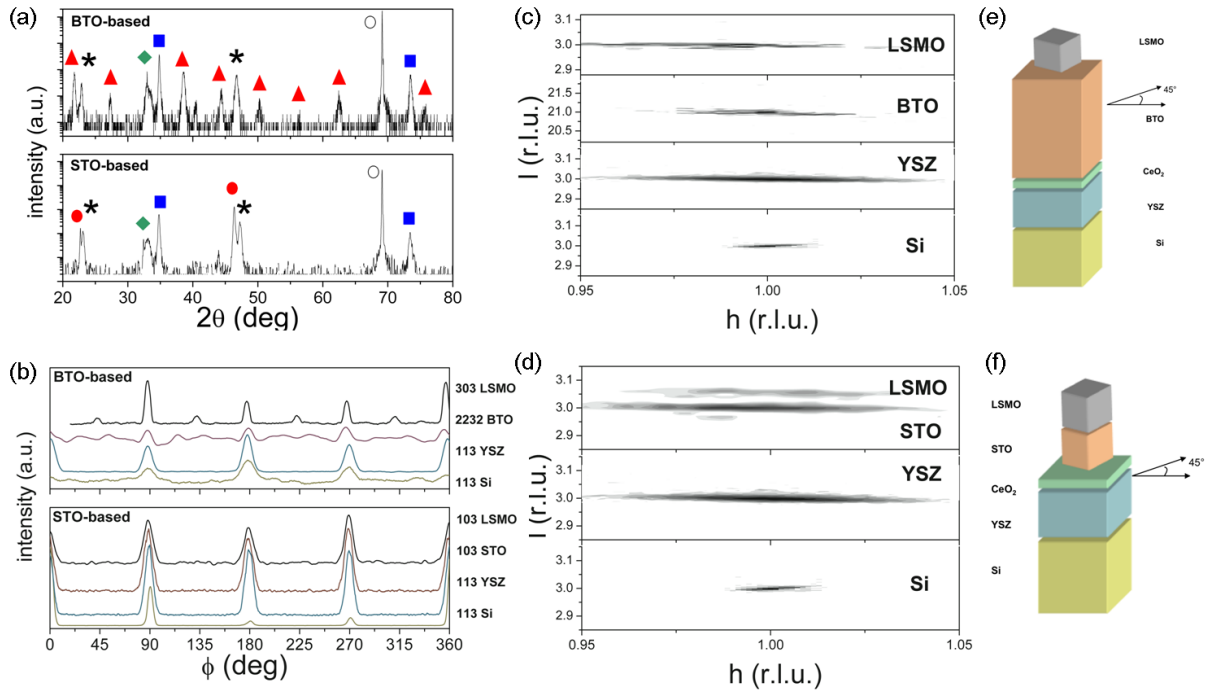 (a)
BTO-based
STO-based
intensity (a.u.)
20 30 40 50 60 70 80
2θ (deg)
(b)
BTO-based
303 LSMO
2232 BTO
113 YSZ
113 Si
STO-based
103 LSMO
103 STO
113 YSZ
113 Si
intensity (a.u.)
0 45 90 135 180 225 270 315 360
ϕ (deg)
(c)
3.1
3.0
2.9
LSMO
21.5
21.0
20.5
BTO
3.1
3.0
2.9
YSZ
3.1
3.0
2.9
Si
l (r.l.u.)
0.95 1.00 1.05
h (r.l.u.)
(d)
3.1
3.0
2.9
LSMO
STO
3.1
3.0
2.9
YSZ
3.1
3.0
2.9
Si
l (r.l.u.)
0.95 1.00 1.05
h (r.l.u.)
(e)
LSMO
45°
BTO
CeO₂
YSZ
Si
(f)
LSMO
STO
45°
CeO₂
YSZ
Si